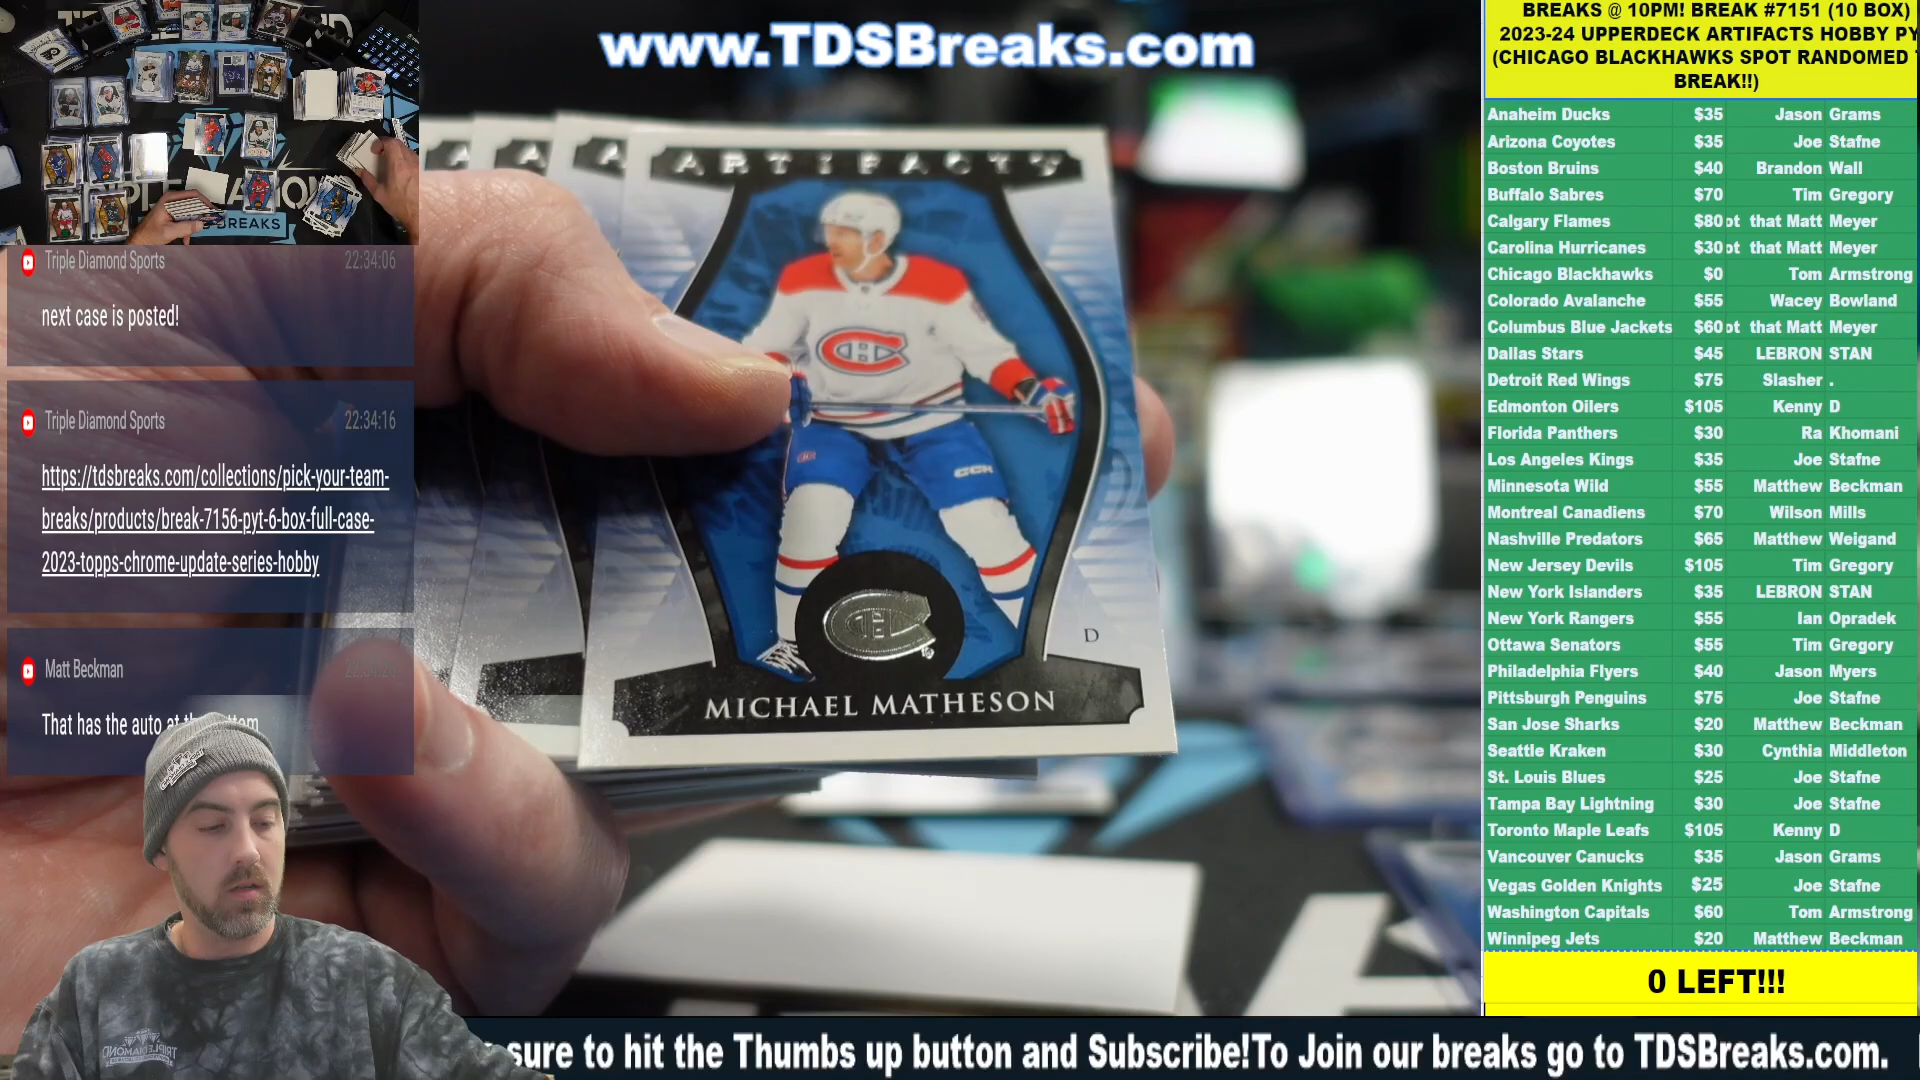 www.TDSBreaks.com
BREAKS @ 10PM! BREAK #7151 (10 BOX)
2023-24 UPPERDECK ARTIFACTS HOBBY PY
(CHICAGO BLACKHAWKS SPOT RANDOMED
BREAK!!)
Anaheim Ducks $35 Jason Grams
Arizona Coyotes $35 Joe Stafne
Boston Bruins $40 Brandon Wall
Buffalo Sabres $70 Tim Gregory
Calgary Flames $80 ot that Matt Meyer
Carolina Hurricanes $30 ot that Matt Meyer
Chicago Blackhawks $0 Tom Armstrong
Colorado Avalanche $55 Wacey Bowland
Columbus Blue Jackets $60 ot that Matt Meyer
Dallas Stars $45 LEBRON STAN
Detroit Red Wings $75 Slasher .
Edmonton Oilers $105 Kenny D
Florida Panthers $30 Ra Khomani
Los Angeles Kings $35 Joe Stafne
Minnesota Wild $55 Matthew Beckman
Montreal Canadiens $70 Wilson Mills
Nashville Predators $65 Matthew Weigand
New Jersey Devils $105 Tim Gregory
New York Islanders $35 LEBRON STAN
New York Rangers $55 Ian Opradek
Ottawa Senators $55 Tim Gregory
Philadelphia Flyers $40 Jason Myers
Pittsburgh Penguins $75 Joe Stafne
San Jose Sharks $20 Matthew Beckman
Seattle Kraken $30 Cynthia Middleton
St. Louis Blues $25 Joe Stafne
Tampa Bay Lightning $30 Joe Stafne
Toronto Maple Leafs $105 Kenny D
Vancouver Canucks $35 Jason Grams
Vegas Golden Knights $25 Joe Stafne
Washington Capitals $60 Tom Armstrong
Winnipeg Jets $20 Matthew Beckman
0 LEFT!!!
BREAKS
Triple Diamond Sports 22:34:06
next case is posted!
Triple Diamond Sports 22:34:16
https://tdsbreaks.com/collections/pick-your-team-
breaks/products/break-7156-pyt-6-box-full-case-
2023-topps-chrome-update-series-hobby
Matt Beckman
That has the auto at
ARTIFACTS
CCM
D
MICHAEL MATHESON
sure to hit the Thumbs up button and Subscribe!To Join our breaks go to TDSBreaks.com.